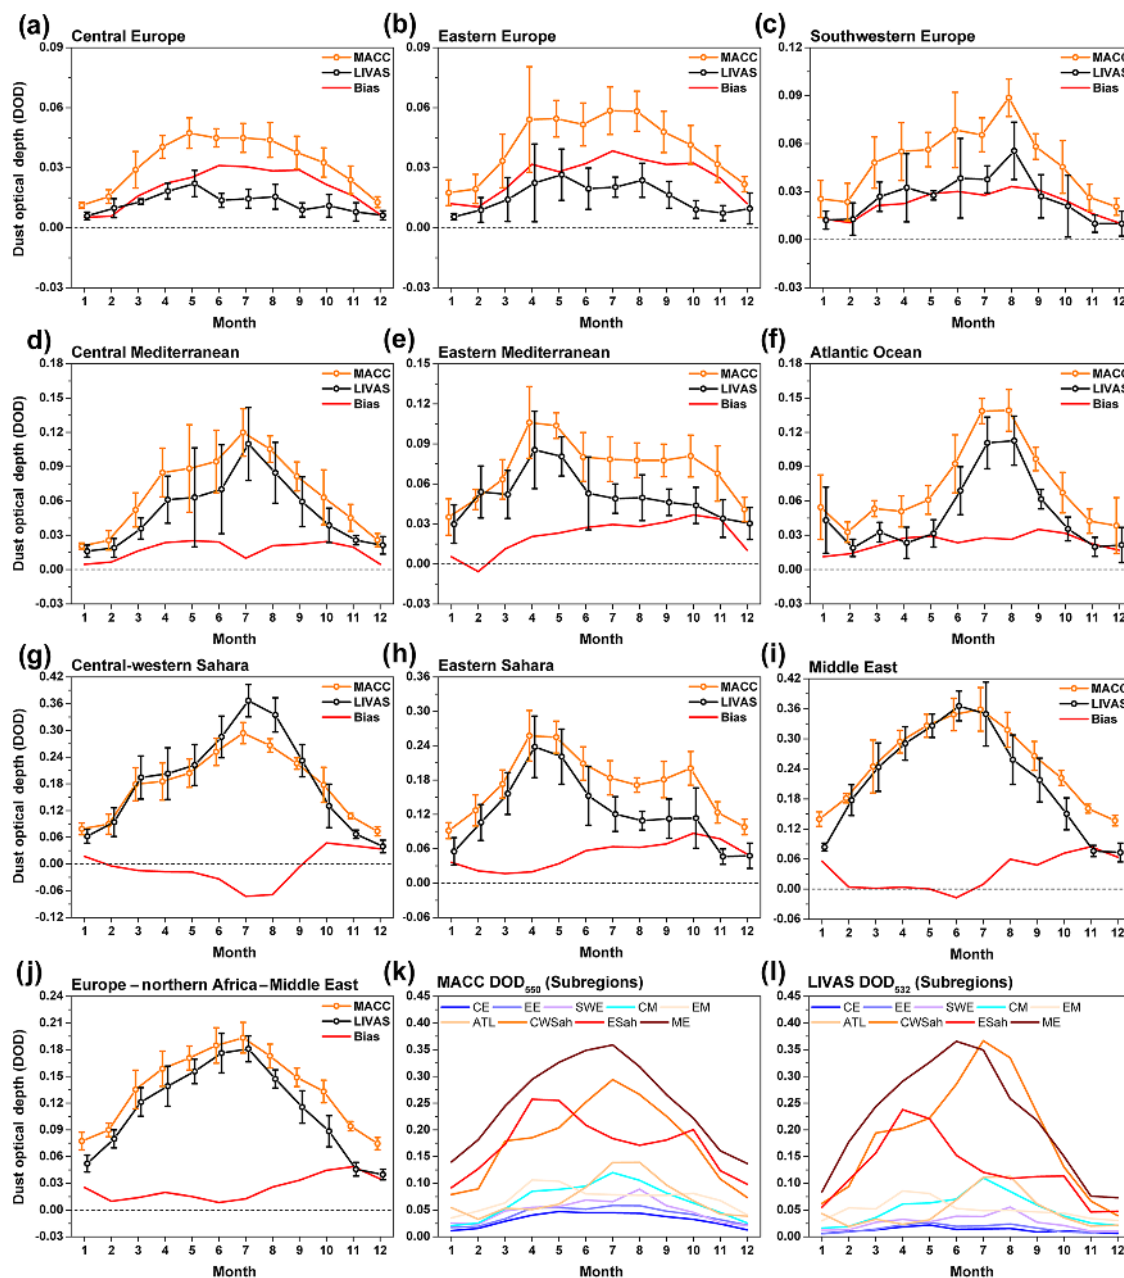 (a) Central Europe
Dust optical depth (DOD)
0.09
0.06
0.03
0.00
-0.03
MACC
LIVAS
Bias
1 2 3 4 5 6 7 8 9 10 11 12
Month
(b) Eastern Europe
0.09
0.06
0.03
0.00
-0.03
MACC
LIVAS
Bias
1 2 3 4 5 6 7 8 9 10 11 12
Month
(c) Southwestern Europe
0.12
0.09
0.06
0.03
0.00
-0.03
MACC
LIVAS
Bias
1 2 3 4 5 6 7 8 9 10 11 12
Month
d) Central Mediterranean
Dust optical depth (DOD)
0.18
0.15
0.12
0.09
0.06
0.03
0.00
-0.03
MACC
LIVAS
Bias
1 2 3 4 5 6 7 8 9 10 11 12
Month
(e) Eastern Mediterranean
0.15
0.12
0.09
0.06
0.03
0.00
-0.03
MACC
LIVAS
Bias
1 2 3 4 5 6 7 8 9 10 11 12
Month
(f) Atlantic Ocean
0.18
0.15
0.12
0.09
0.06
0.03
0.00
-0.03
MACC
LIVAS
Bias
1 2 3 4 5 6 7 8 9 10 11 12
Month
(g) Central-western Sahara
Dust optical depth (DOD)
0.42
0.36
0.30
0.24
0.18
0.12
0.06
0.00
-0.06
-0.12
MACC
LIVAS
Bias
1 2 3 4 5 6 7 8 9 10 11 12
Month
(h) Eastern Sahara
0.36
0.30
0.24
0.18
0.12
0.06
0.00
-0.06
MACC
LIVAS
Bias
1 2 3 4 5 6 7 8 9 10 11 12
Month
(i) Middle East
0.42
0.36
0.30
0.24
0.18
0.12
0.06
0.00
-0.06
MACC
LIVAS
Bias
1 2 3 4 5 6 7 8 9 10 11 12
Month
(j) Europe – northern Africa – Middle East
Dust optical depth (DOD)
0.24
0.21
0.18
0.15
0.12
0.09
0.06
0.03
0.00
-0.03
MACC
LIVAS
Bias
1 2 3 4 5 6 7 8 9 10 11 12
Month
(k) MACC DOD550 (Subregions)
CE EE SWE CM EM
ATL CWSah ESah ME
0.45
0.40
0.35
0.30
0.25
0.20
0.15
0.10
0.05
0.00
1 2 3 4 5 6 7 8 9 10 11 12
Month
(l) LIVAS DOD532 (Subregions)
CE EE SWE CM EM
ATL CWSah ESah ME
0.45
0.40
0.35
0.30
0.25
0.20
0.15
0.10
0.05
0.00
1 2 3 4 5 6 7 8 9 10 11 12
Month